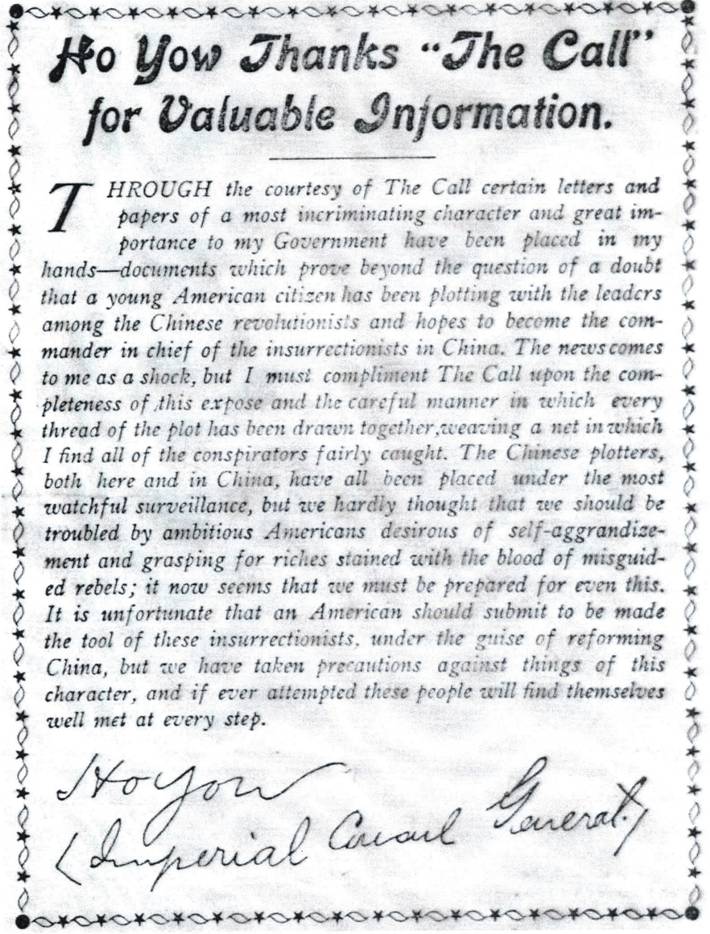 Ho Yow Thanks "The Call"
for Valuable Information.
THROUGH the courtesy of The Call certain letters and
papers of a most incriminating character and great im-
portance to my Government have been placed in my
hands—documents which prove beyond the question of a doubt
that a young American citizen has been plotting with the leaders
among the Chinese revolutionists and hopes to become the com-
mander in chief of the insurrectionists in China. The news comes
to me as a shock, but I must compliment The Call upon the com-
pleteness of this expose and the careful manner in which every
thread of the plot has been drawn together, weaving a net in which
I find all of the conspirators fairly caught. The Chinese plotters,
both here and in China, have all been placed under the most
watchful surveillance, but we hardly thought that we should be
troubled by ambitious Americans desirous of self-aggrandize-
ment and grasping for riches stained with the blood of misguid-
ed rebels; it now seems that we must be prepared for even this.
It is unfortunate that an American should submit to be made
the tool of these insurrectionists, under the guise of reforming
China, but we have taken precautions against things of this
character, and if ever attempted these people will find themselves
well met at every step.
Ho Yow
(Imperial Consul General)